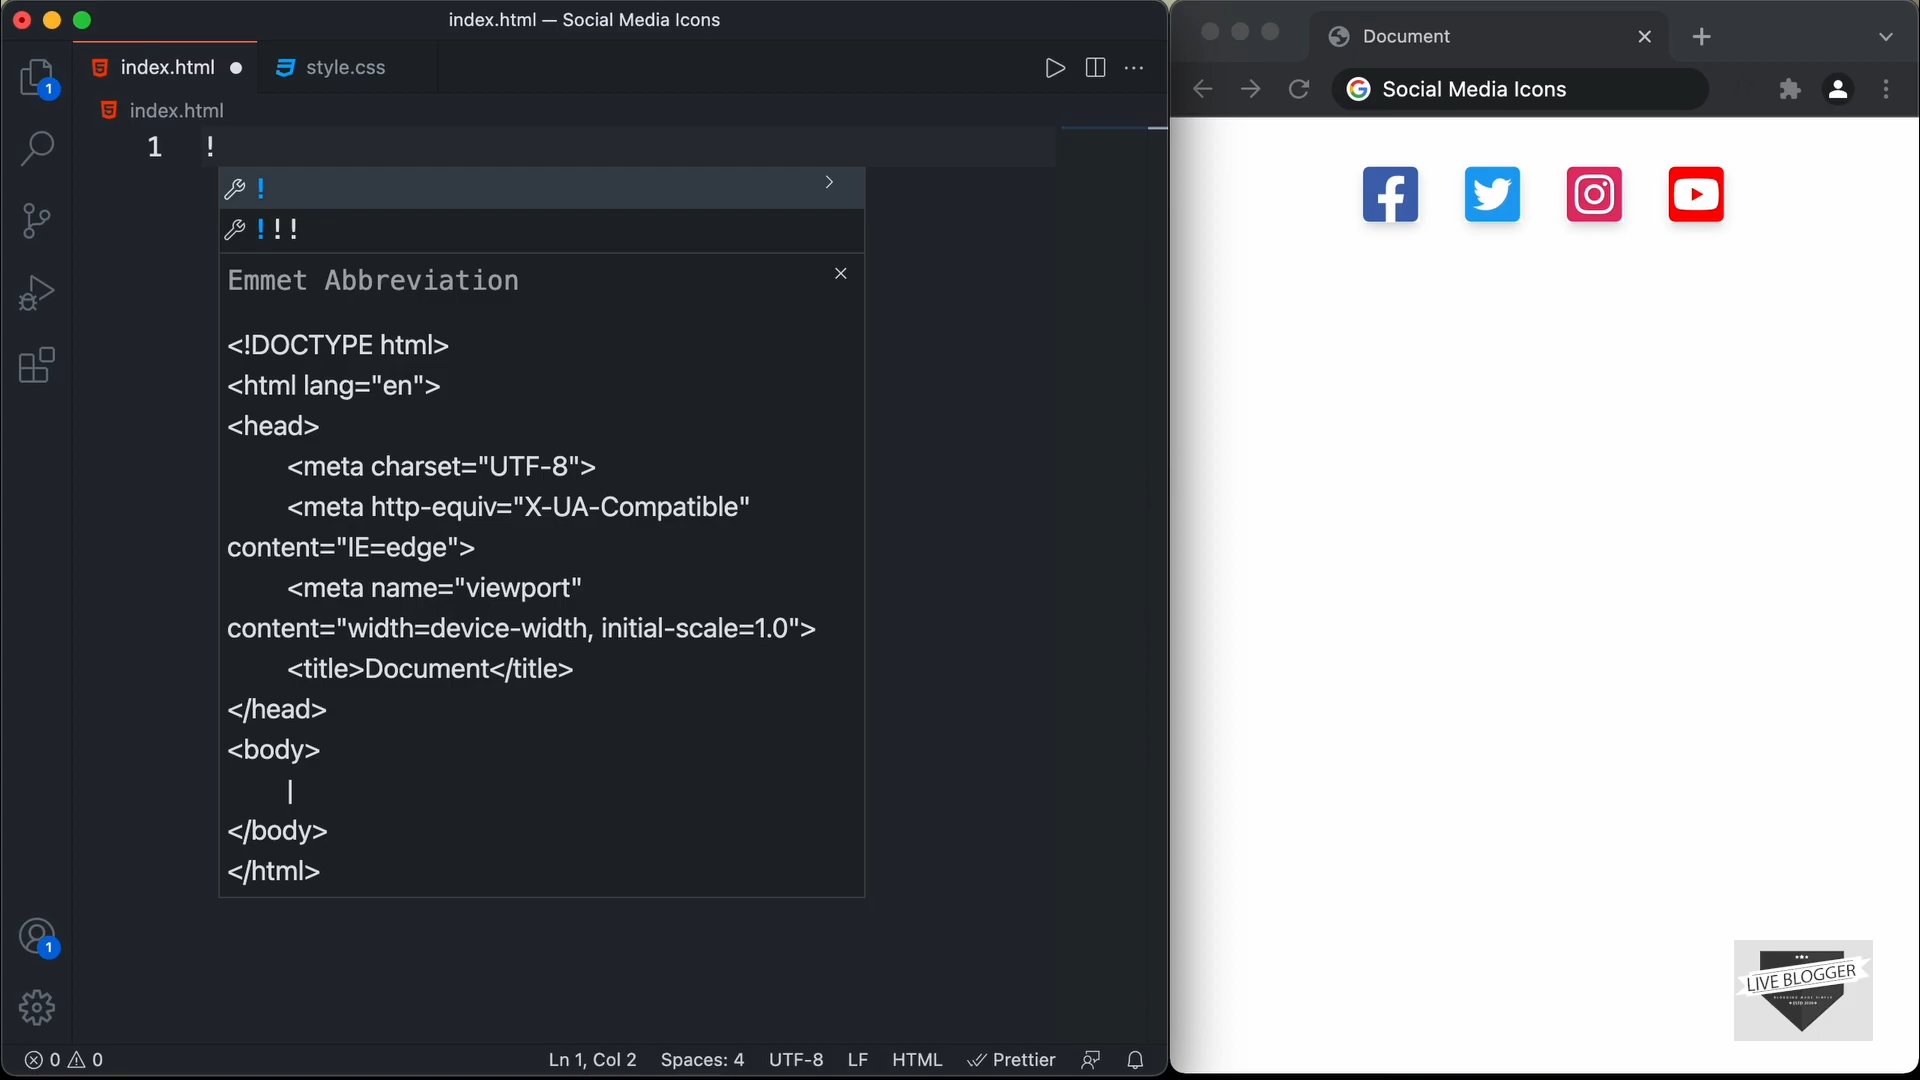 index.html — Social Media Icons
index.html
style.css
index.html
1
1
!
!
!!!
Emmet Abbreviation
<!DOCTYPE html>
<html lang="en">
<head>
<meta charset="UTF-8">
<meta http-equiv="X-UA-Compatible"
content="IE=edge">
<meta name="viewport"
content="width=device-width, initial-scale=1.0">
<title>Document</title>
</head>
<body>
|
</body>
</html>
1
0 0
Ln 1, Col 2 Spaces: 4 UTF-8 LF HTML Prettier
Document
Social Media Icons
LIVE BLOGGER